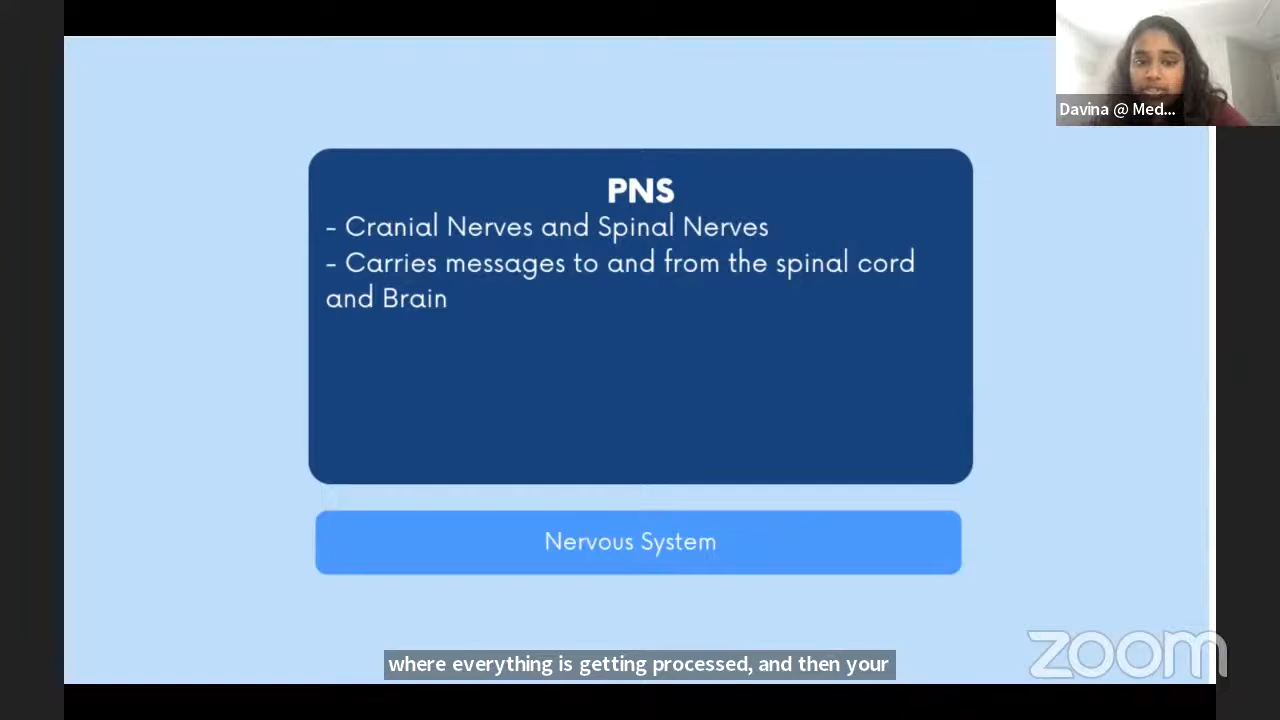 Davina @ Med...
PNS
- Cranial Nerves and Spinal Nerves
- Carries messages to and from the spinal cord
and Brain
Nervous System
where everything is getting processed, and then your
zoom